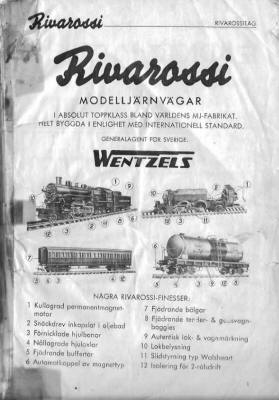 Rivarossi
RIVAROSSITÅG
Rivarossi
MODELLJÄRNVÄGAR
I ABSOLUT TOPPKLASS BLAND VÄRLDENS MJ-FABRIKAT.
HELT BYGGDA I ENLIGHET MED INTERNATIONELL STANDARD.
GENERALAGENT FÖR SVERIGE.
WENTZELS
NÅGRA RIVAROSSI-FINESSER:
1 Kullagrad permanentmagnet-
motor
2 Snäckdrev inkapslat i oljebad
3 Förnicklade hjulbanor
4 Nållagrade hjulaxlar
5 Fjädrande buffertar
6 Automatkoppel av magnettyp
7 Fjädrande bälgar
8 Fjädrande tender- & godsvagn-
boggies
9 Autentisk lok- & vagnmärkning
10 Lokbelysning
11 Slidstyrning typ Walshart
12 Isolering för 2-rälsdrift